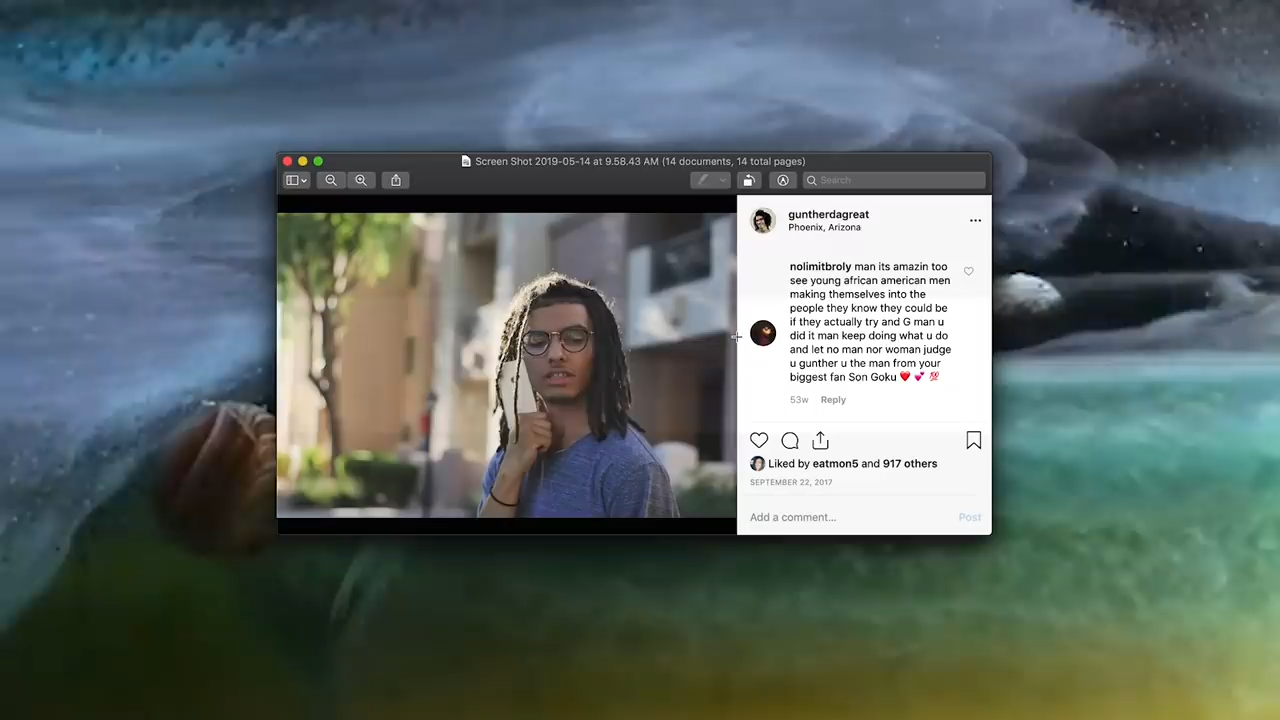 Screen Shot 2019-05-14 at 9.58.43 AM (14 documents, 14 total pages)
Search
guntherdagreat
Phoenix, Arizona
nolimitbroly man its amazin too
see young african american men
making themselves into the
people they know they could be
if they actually try and G man u
did it man keep doing what u do
and let no man nor woman judge
u gunther u the man from your
biggest fan Son Goku ❤️ 💕 💯
53w Reply
Liked by eatmon5 and 917 others
SEPTEMBER 22, 2017
Add a comment... Post